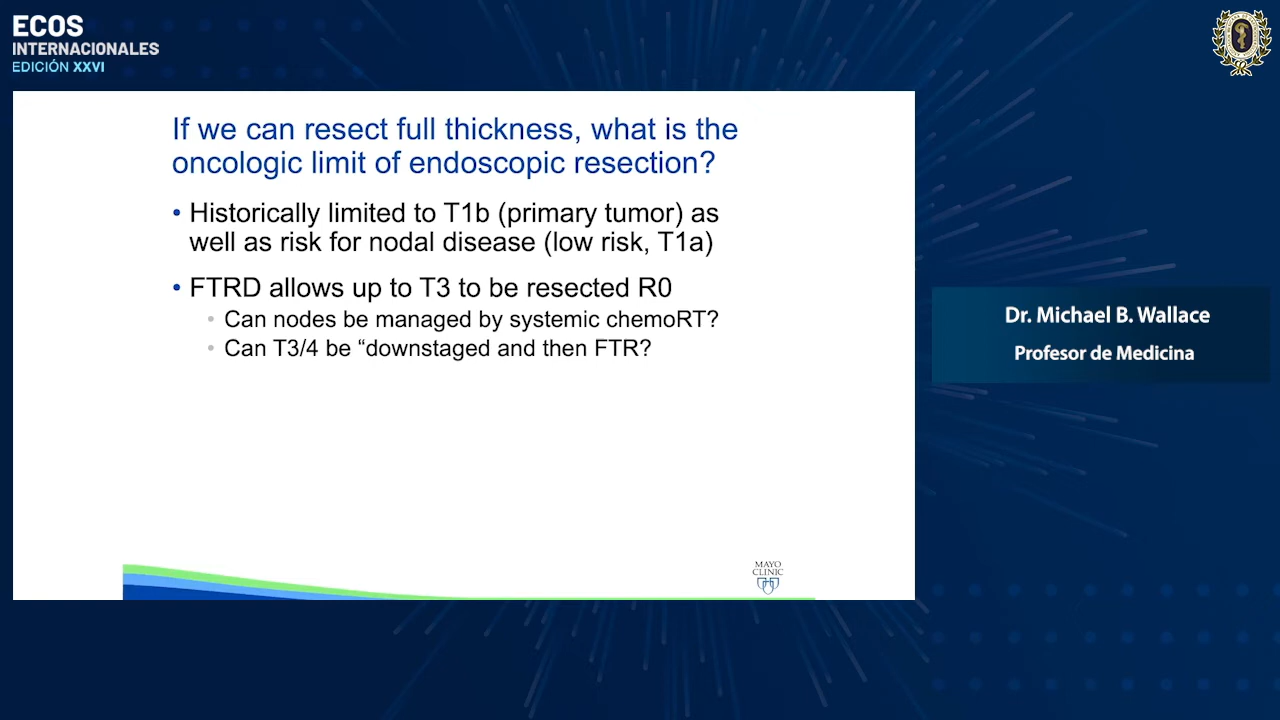 ECOS
INTERNACIONALES
EDICIÓN XXVI
If we can resect full thickness, what is the
oncologic limit of endoscopic resection?
• Historically limited to T1b (primary tumor) as
well as risk for nodal disease (low risk, T1a)
• FTRD allows up to T3 to be resected R0
• Can nodes be managed by systemic chemoRT?
• Can T3/4 be “downstaged and then FTR?
MAYO
CLINIC
Dr. Michael B. Wallace
Profesor de Medicina